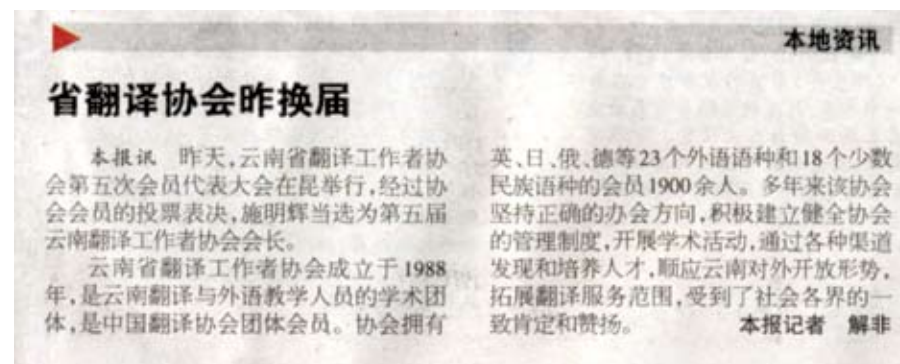 本地资讯
省翻译协会昨换届
本报讯 昨天,云南省翻译工作者协
会第五次会员代表大会在昆举行,经过协
会会员的投票表决,施明辉当选为第五届
云南翻译工作者协会会长。
云南省翻译工作者协会成立于1988
年,是云南翻译与外语教学人员的学术团
体,是中国翻译协会团体会员。协会拥有
英、日、俄、德等23个外语语种和18个少数
民族语种的会员1900余人。多年来该协会
坚持正确的办会方向,积极建立健全协会
的管理制度,开展学术活动,通过各种渠道
发现和培养人才,顺应云南对外开放形势,
拓展翻译服务范围,受到了社会各界的一
致肯定和赞扬。 本报记者 解非